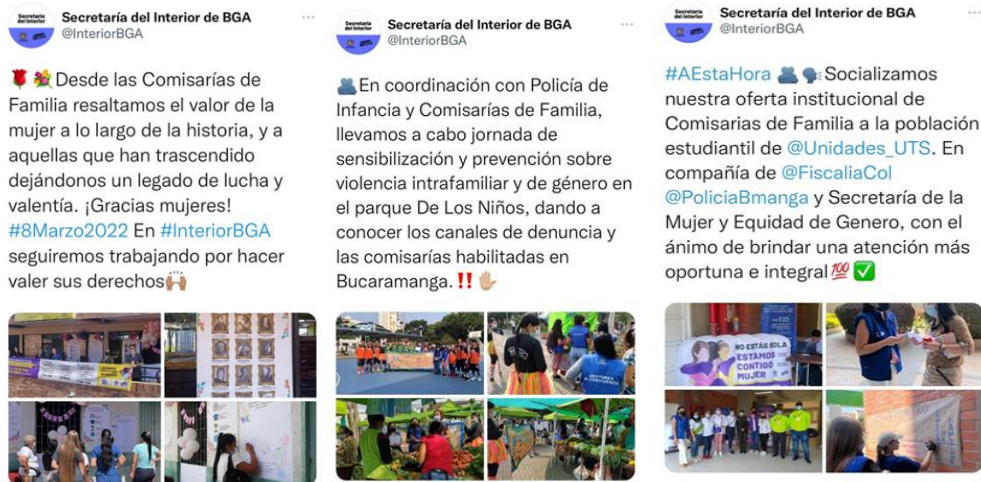 Secretaría del Interior de BGA
@InteriorBGA
🌹💐Desde las Comisarías de
Familia resaltamos el valor de la
mujer a lo largo de la historia, y a
aquellas que han trascendido
dejándonos un legado de lucha y
valentía. ¡Gracias mujeres!
#8Marzo2022 En #InteriorBGA
seguiremos trabajando por hacer
valer sus derechos🙌🏽
Secretaría del Interior de BGA
@InteriorBGA
👥En coordinación con Policía de
Infancia y Comisarías de Familia,
llevamos a cabo jornada de
sensibilización y prevención sobre
violencia intrafamiliar y de género en
el parque De Los Niños, dando a
conocer los canales de denuncia y
las comisarías habilitadas en
Bucaramanga.‼️✋🏼
GESTORES
CONVIVENCIA
Secretaría del Interior de BGA
@InteriorBGA
#AEstaHora 👥🗣️Socializamos
nuestra oferta institucional de
Comisarias de Familia a la población
estudiantil de @Unidades_UTS. En
compañía de @FiscaliaCol
@PoliciaBmanga y Secretaría de la
Mujer y Equidad de Genero, con el
ánimo de brindar una atención más
oportuna e integral💯✅
NO ESTÁS SOLA
ESTAMOS
CONTIGO
MUJER
123